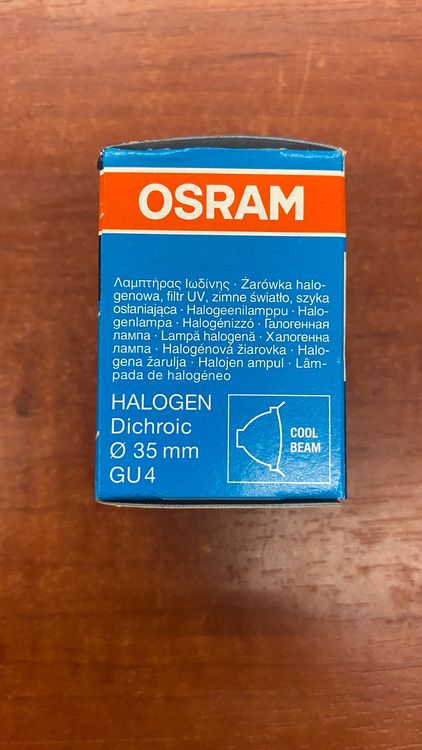 OSRAM
Λαμπτήρας Ιωδίνης · Żarówka halo-
genowa, filtr UV, zimne światło, szyka
osłaniająca · Halogeenilamppu · Halo-
genlampa · Halogénizzó · Галогенная
лампа · Lampă halogenă · Халогенна
лампа · Halogénová žiarovka · Halo-
gena žarulja · Halojen ampul · Lâm-
pada de halogéneo
HALOGEN
Dichroic
Ø 35 mm
GU 4
COOL
BEAM